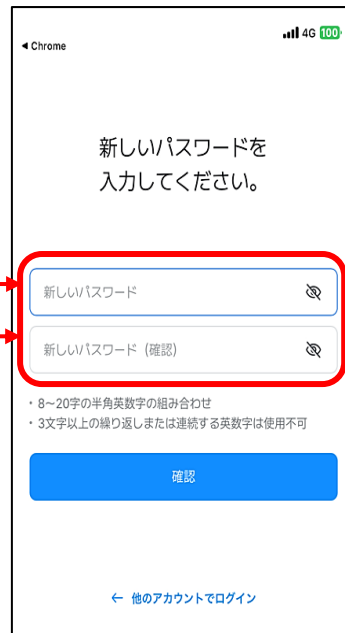 ◀ Chrome
4G 100
新しいパスワードを
入力してください。
新しいパスワード
新しいパスワード (確認)
・ 8〜20字の半角英数字の組み合わせ
・ 3文字以上の繰り返しまたは連続する英数字は使用不可
確認
← 他のアカウントでログイン